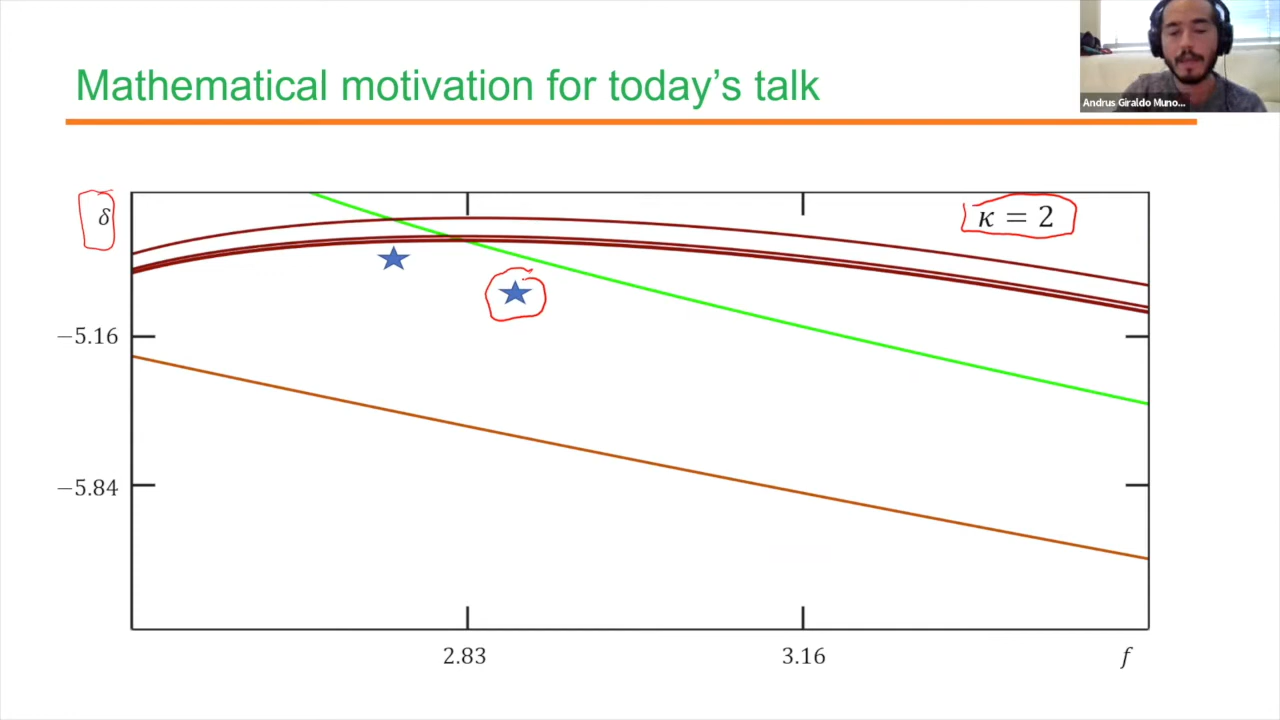 Mathematical motivation for today's talk
Andrus Giraldo Muno...
δ
κ = 2
−5.16
−5.84
2.83
3.16
f